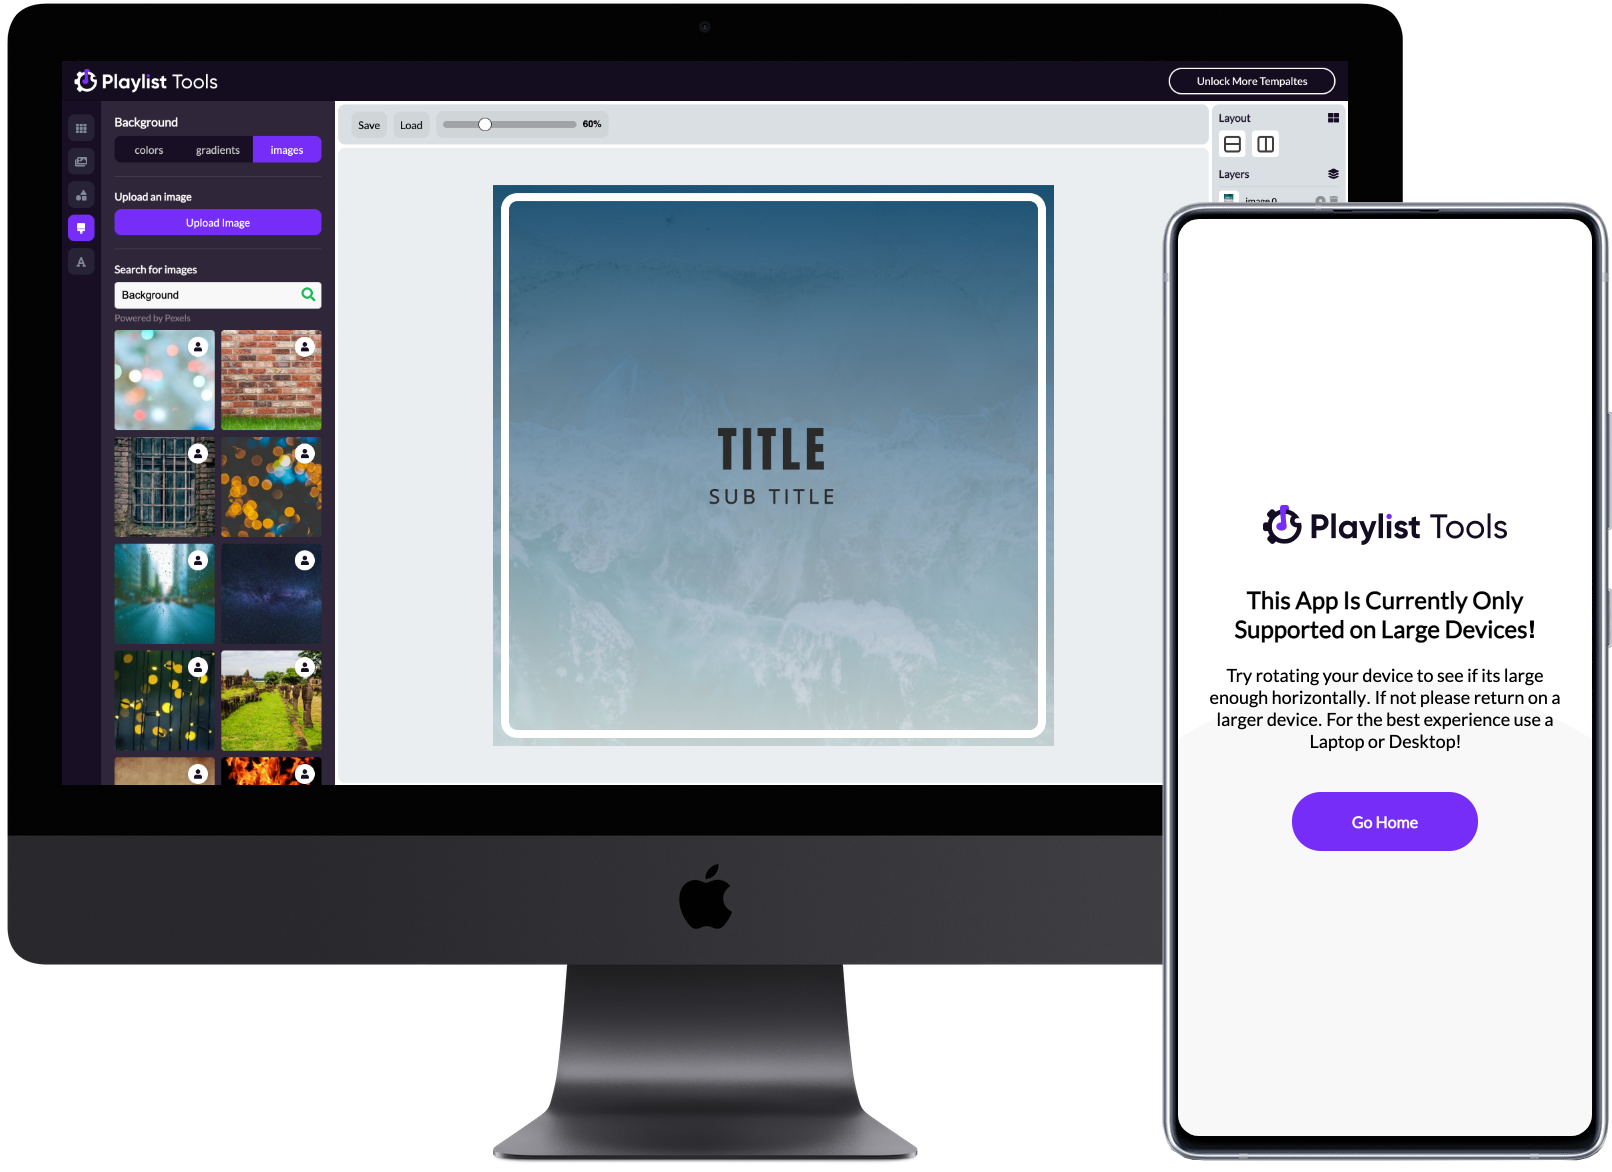 Playlist Tools
Unlock More Tempaltes
Background
colors
gradients
images
Upload an image
Upload Image
Search for images
Background
Powered by Pexels
Save
Load
60%
TITLE
SUB TITLE
Layout
Layers
image 0
Playlist Tools
This App Is Currently Only
Supported on Large Devices!
Try rotating your device to see if its large
enough horizontally. If not please return on a
larger device. For the best experience use a
Laptop or Desktop!
Go Home